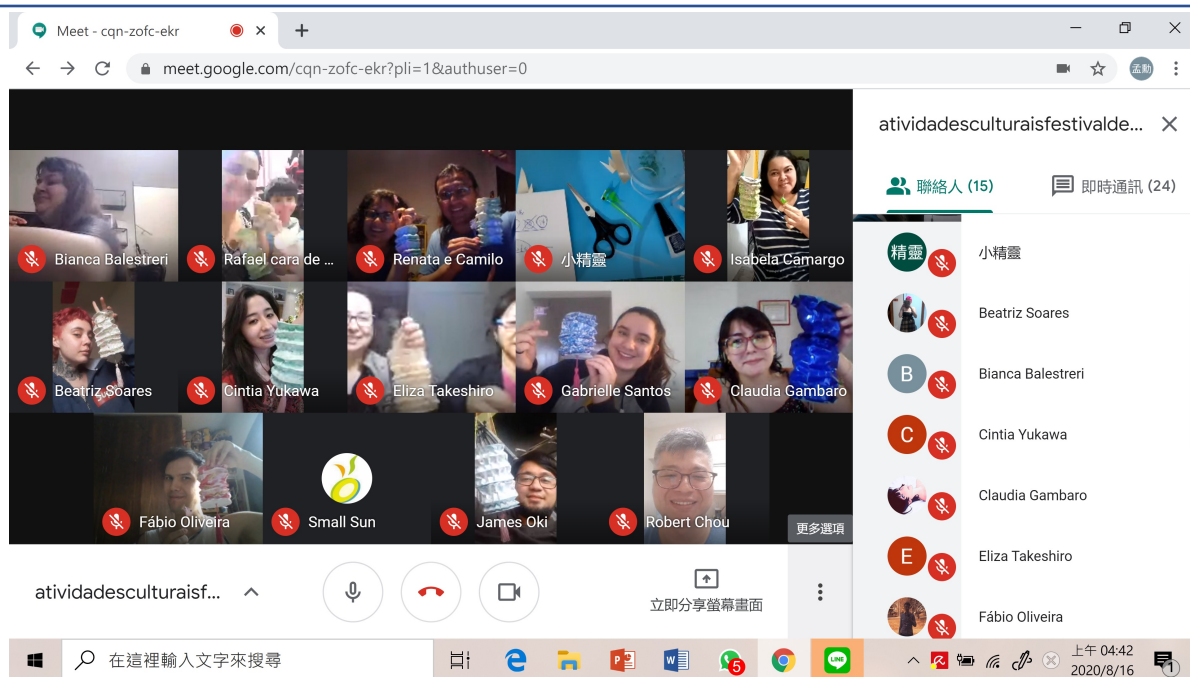 Meet - cqn-zofc-ekr
meet.google.com/cqn-zofc-ekr?pli=1&authuser=0
孟勳
Bianca Balestreri
Rafael cara de ...
Renata e Camilo
小精靈
Isabela Camargo
Beatriz Soares
Cintia Yukawa
Eliza Takeshiro
Gabrielle Santos
Claudia Gambaro
Fábio Oliveira
Small Sun
James Oki
Robert Chou
更多選項
atividadesculturaisf...
立即分享螢幕畫面
atividadesculturaisfestivalde...
聯絡人 (15)
即時通訊 (24)
精靈
小精靈
Beatriz Soares
B
Bianca Balestreri
C
Cintia Yukawa
Claudia Gambaro
E
Eliza Takeshiro
Fábio Oliveira
在這裡輸入文字來搜尋
5
LINE
上午 04:42
2020/8/16
1